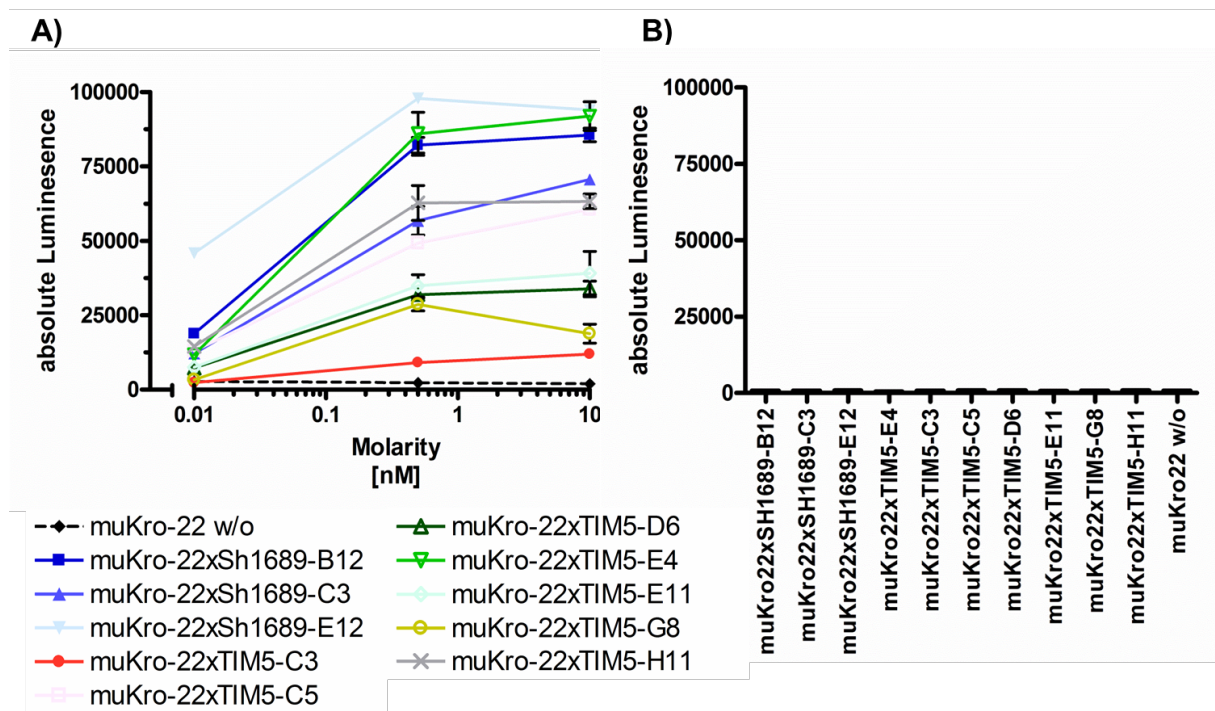 A)
absolute Luminesence
100000
75000
50000
25000
0
0.01
0.1
1
10
Molarity
[nM]
B)
absolute Luminesence
100000
75000
50000
25000
0
muKro22xSH1689-B12
muKro22xSH1689-C3
muKro22xSH1689-E12
muKro22xTIM5-E4
muKro22xTIM5-C3
muKro22xTIM5-C5
muKro22xTIM5-D6
muKro22xTIM5-E11
muKro22xTIM5-G8
muKro22xTIM5-H11
muKro22 w/o
muKro-22 w/o
muKro-22xSh1689-B12
muKro-22xSh1689-C3
muKro-22xSh1689-E12
muKro-22xTIM5-C3
muKro-22xTIM5-C5
muKro-22xTIM5-D6
muKro-22xTIM5-E4
muKro-22xTIM5-E11
muKro-22xTIM5-G8
muKro-22xTIM5-H11